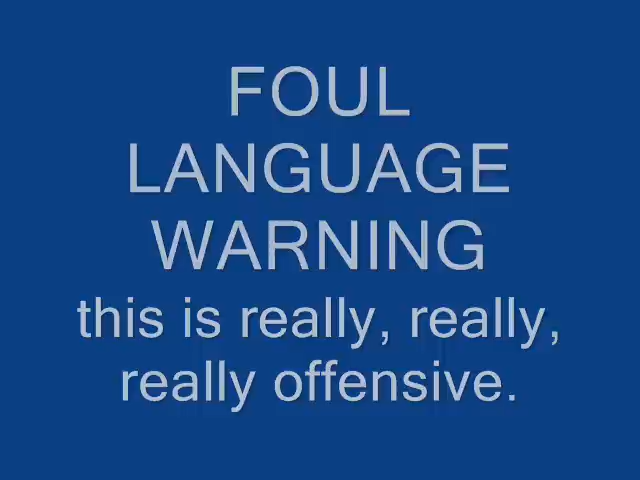 FOUL
LANGUAGE
WARNING
this is really, really,
really offensive.